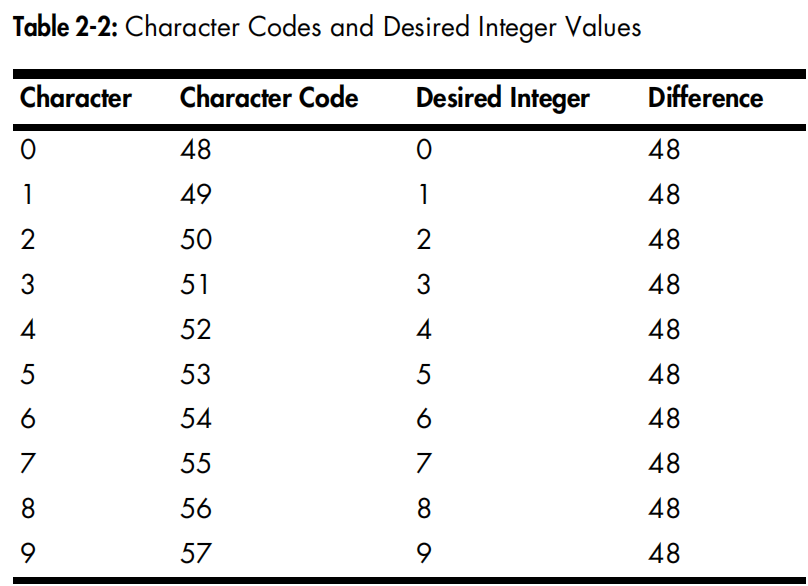 Table 2-2: Character Codes and Desired Integer Values
Character Character Code Desired Integer Difference
0 48 0 48
1 49 1 48
2 50 2 48
3 51 3 48
4 52 4 48
5 53 5 48
6 54 6 48
7 55 7 48
8 56 8 48
9 57 9 48